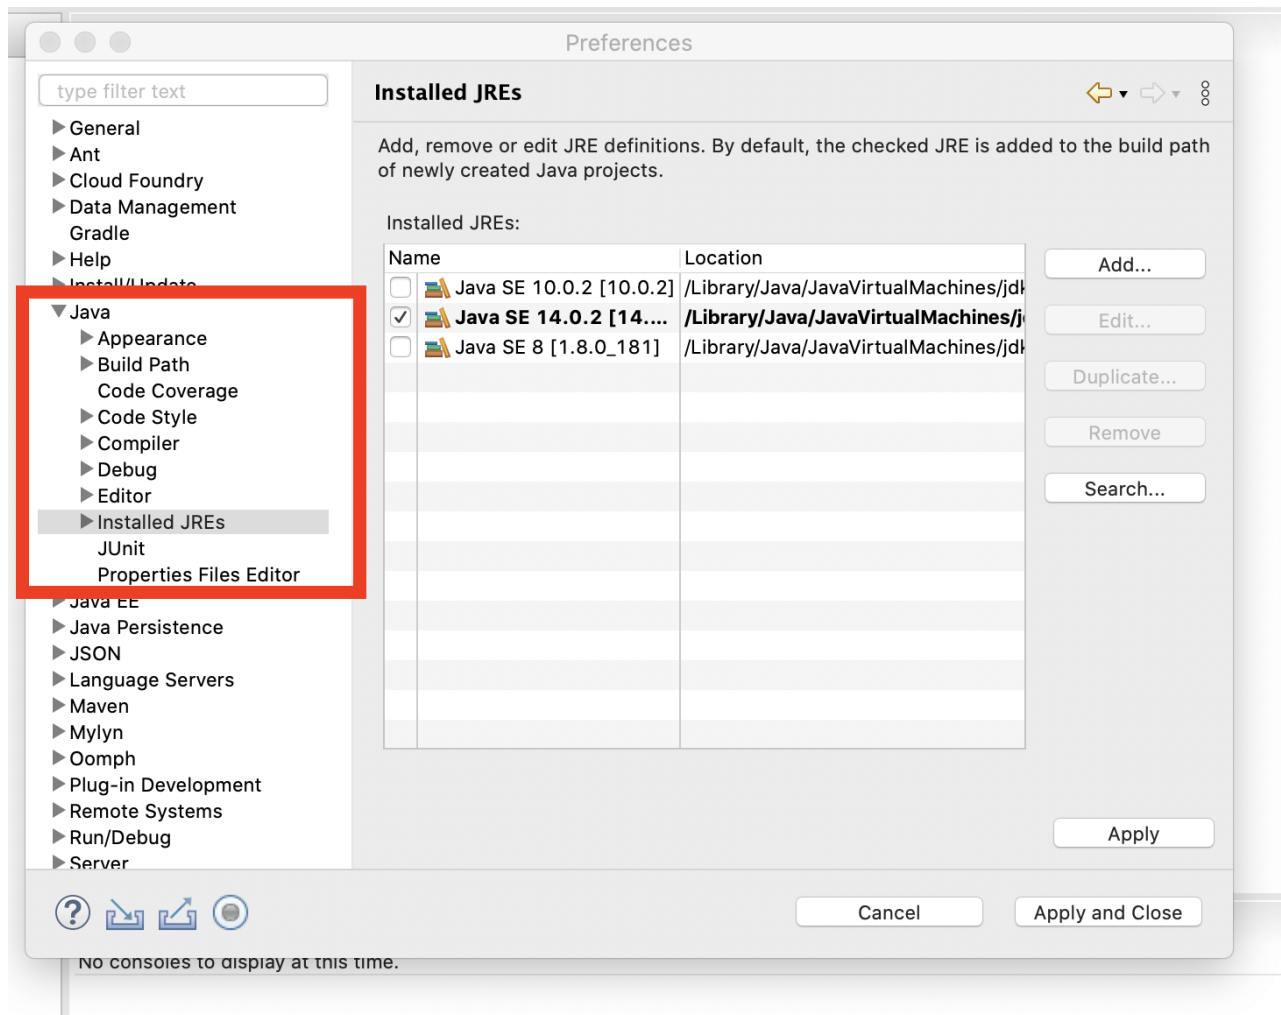 Preferences
type filter text
General
Ant
Cloud Foundry
Data Management
Gradle
Help
Install/Update
Java
Appearance
Build Path
Code Coverage
Code Style
Compiler
Debug
Editor
Installed JREs
JUnit
Properties Files Editor
Java EE
Java Persistence
JSON
Language Servers
Maven
Mylyn
Oomph
Plug-in Development
Remote Systems
Run/Debug
Server
Installed JREs
Add, remove or edit JRE definitions. By default, the checked JRE is added to the build path
of newly created Java projects.
Installed JREs:
Name Location
Java SE 10.0.2 [10.0.2] /Library/Java/JavaVirtualMachines/jdk
Java SE 14.0.2 [14.... /Library/Java/JavaVirtualMachines/j
Java SE 8 [1.8.0_181] /Library/Java/JavaVirtualMachines/jdk
Add...
Edit...
Duplicate...
Remove
Search...
Apply
?
Cancel
Apply and Close
No consoles to display at this time.